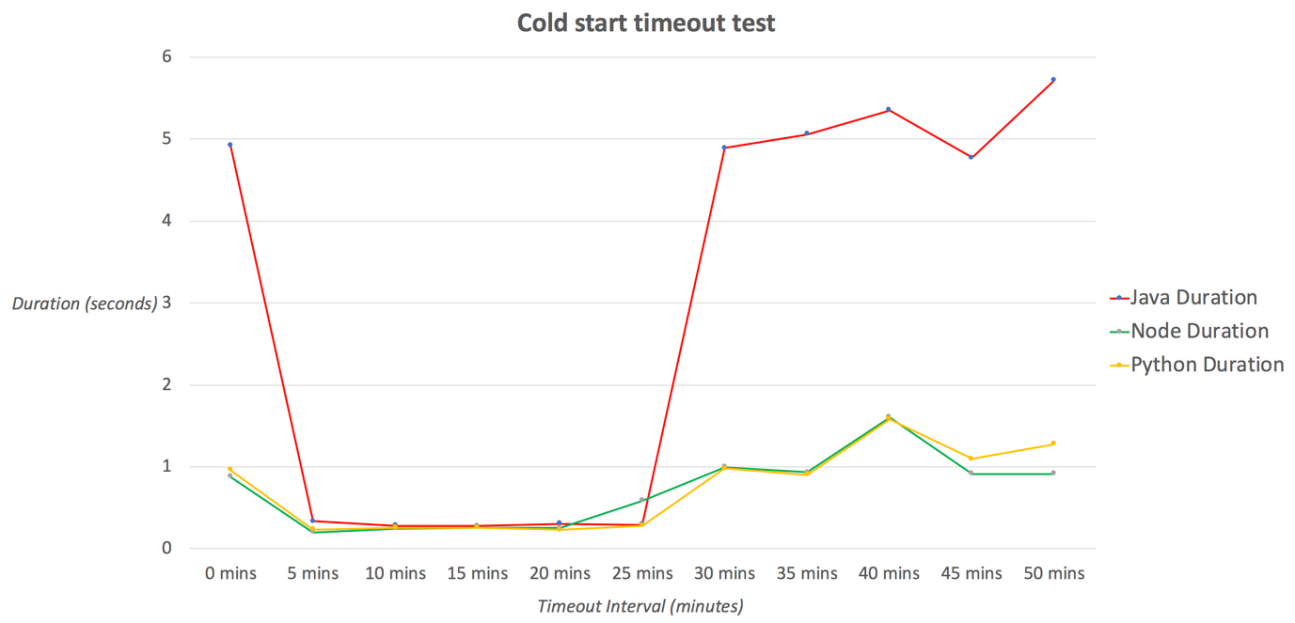 Cold start timeout test
6
5
4
Duration (seconds) 3
2
1
0
Java Duration
Node Duration
Python Duration
0 mins 5 mins 10 mins 15 mins 20 mins 25 mins 30 mins 35 mins 40 mins 45 mins 50 mins
Timeout Interval (minutes)